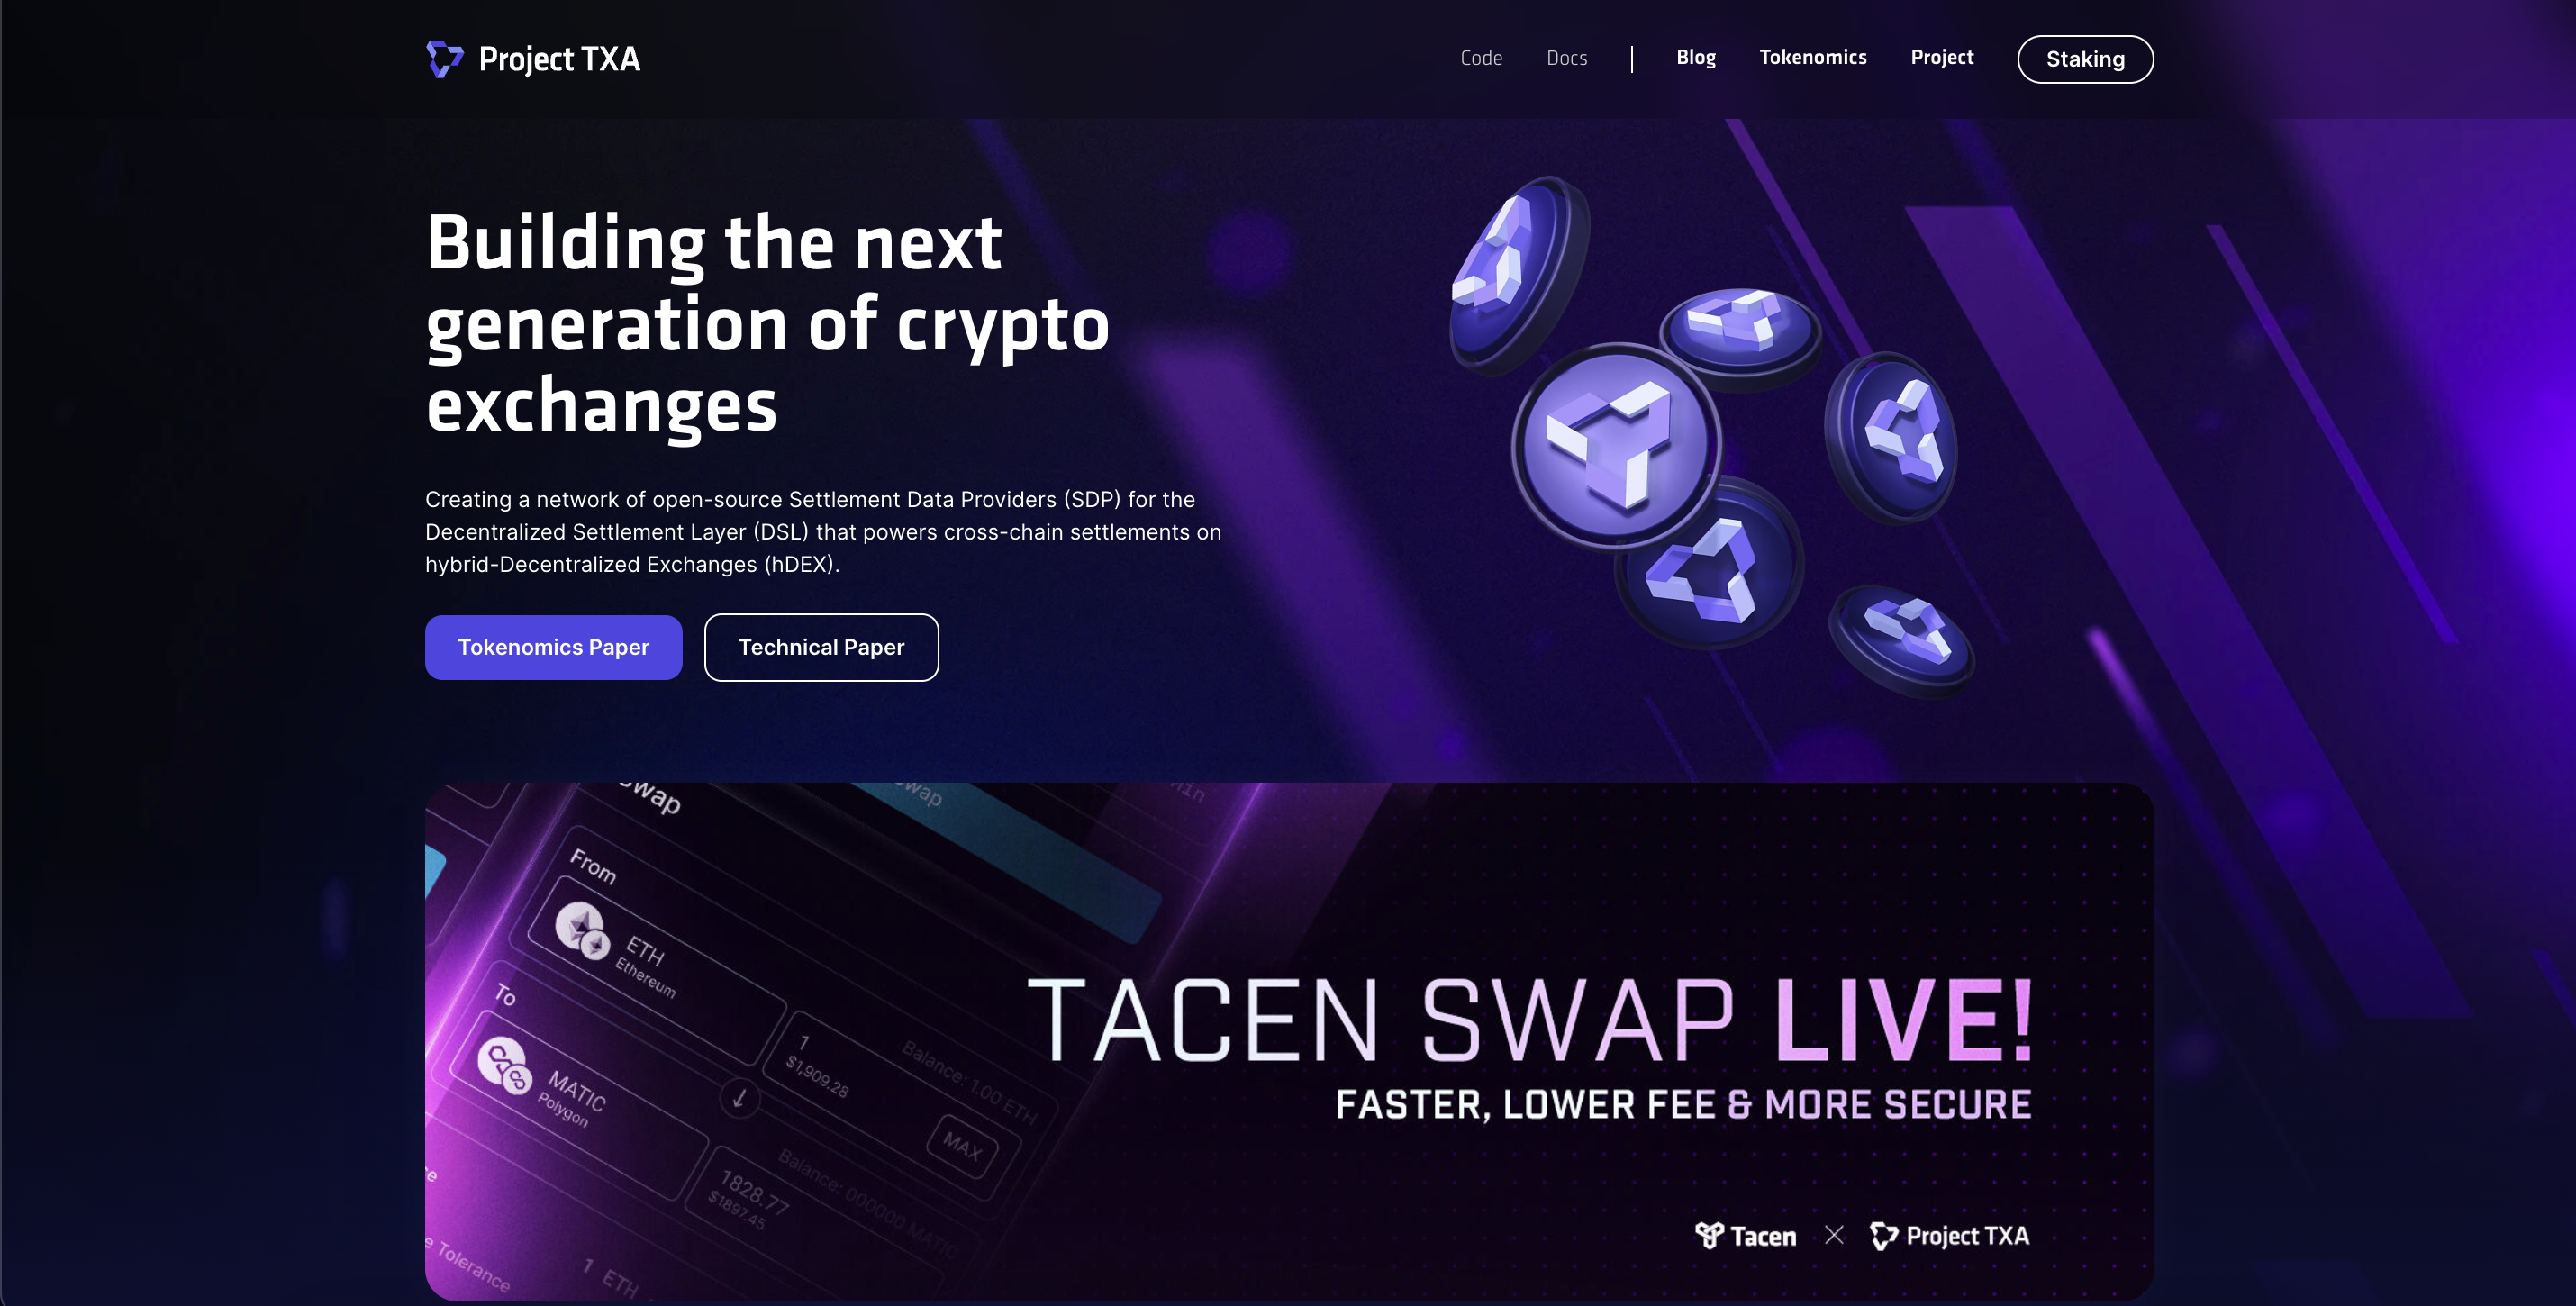 Project TXA
Code
Docs
Blog
Tokenomics
Project
Staking
Building the next
generation of crypto
exchanges
Creating a network of open-source Settlement Data Providers (SDP) for the
Decentralized Settlement Layer (DSL) that powers cross-chain settlements on
hybrid-Decentralized Exchanges (hDEX).
Tokenomics Paper
Technical Paper
Swap
Swap
From
ETH
Ethereum
1
$1,909.28
Balance: 1.00 ETH
MAX
To
MATIC
Polygon
1828.77
$1897.45
Balance: 000000 MATIC
Tolerance
1 ETH
TACEN SWAP LIVE!
FASTER, LOWER FEE & MORE SECURE
Tacen
Project TXA